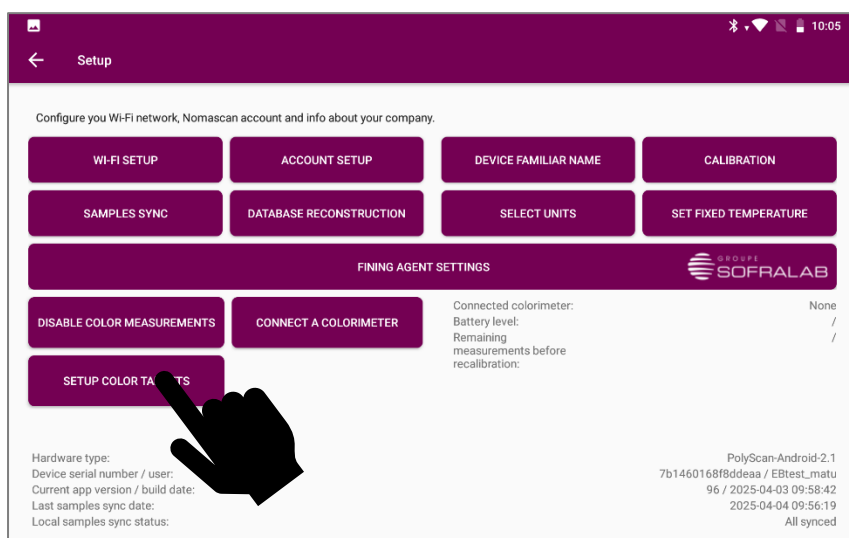 10:05
Setup
Configure you Wi-Fi network, Nomascan account and info about your company.
WI-FI SETUP
ACCOUNT SETUP
DEVICE FAMILIAR NAME
CALIBRATION
SAMPLES SYNC
DATABASE RECONSTRUCTION
SELECT UNITS
SET FIXED TEMPERATURE
FINING AGENT SETTINGS
GROUPE
SOFRALAB
DISABLE COLOR MEASUREMENTS
CONNECT A COLORIMETER
Connected colorimeter: None
Battery level: /
Remaining /
measurements before
recalibration:
SETUP COLOR
Hardware type: PolyScan-Android-2.1
Device serial number / user: 7b1460168f8ddeaa / EBtest_matu
Current app version / build date: 96 / 2025-04-03 09:58:42
Last samples sync date: 2025-04-04 09:56:19
Local samples sync status: All synced